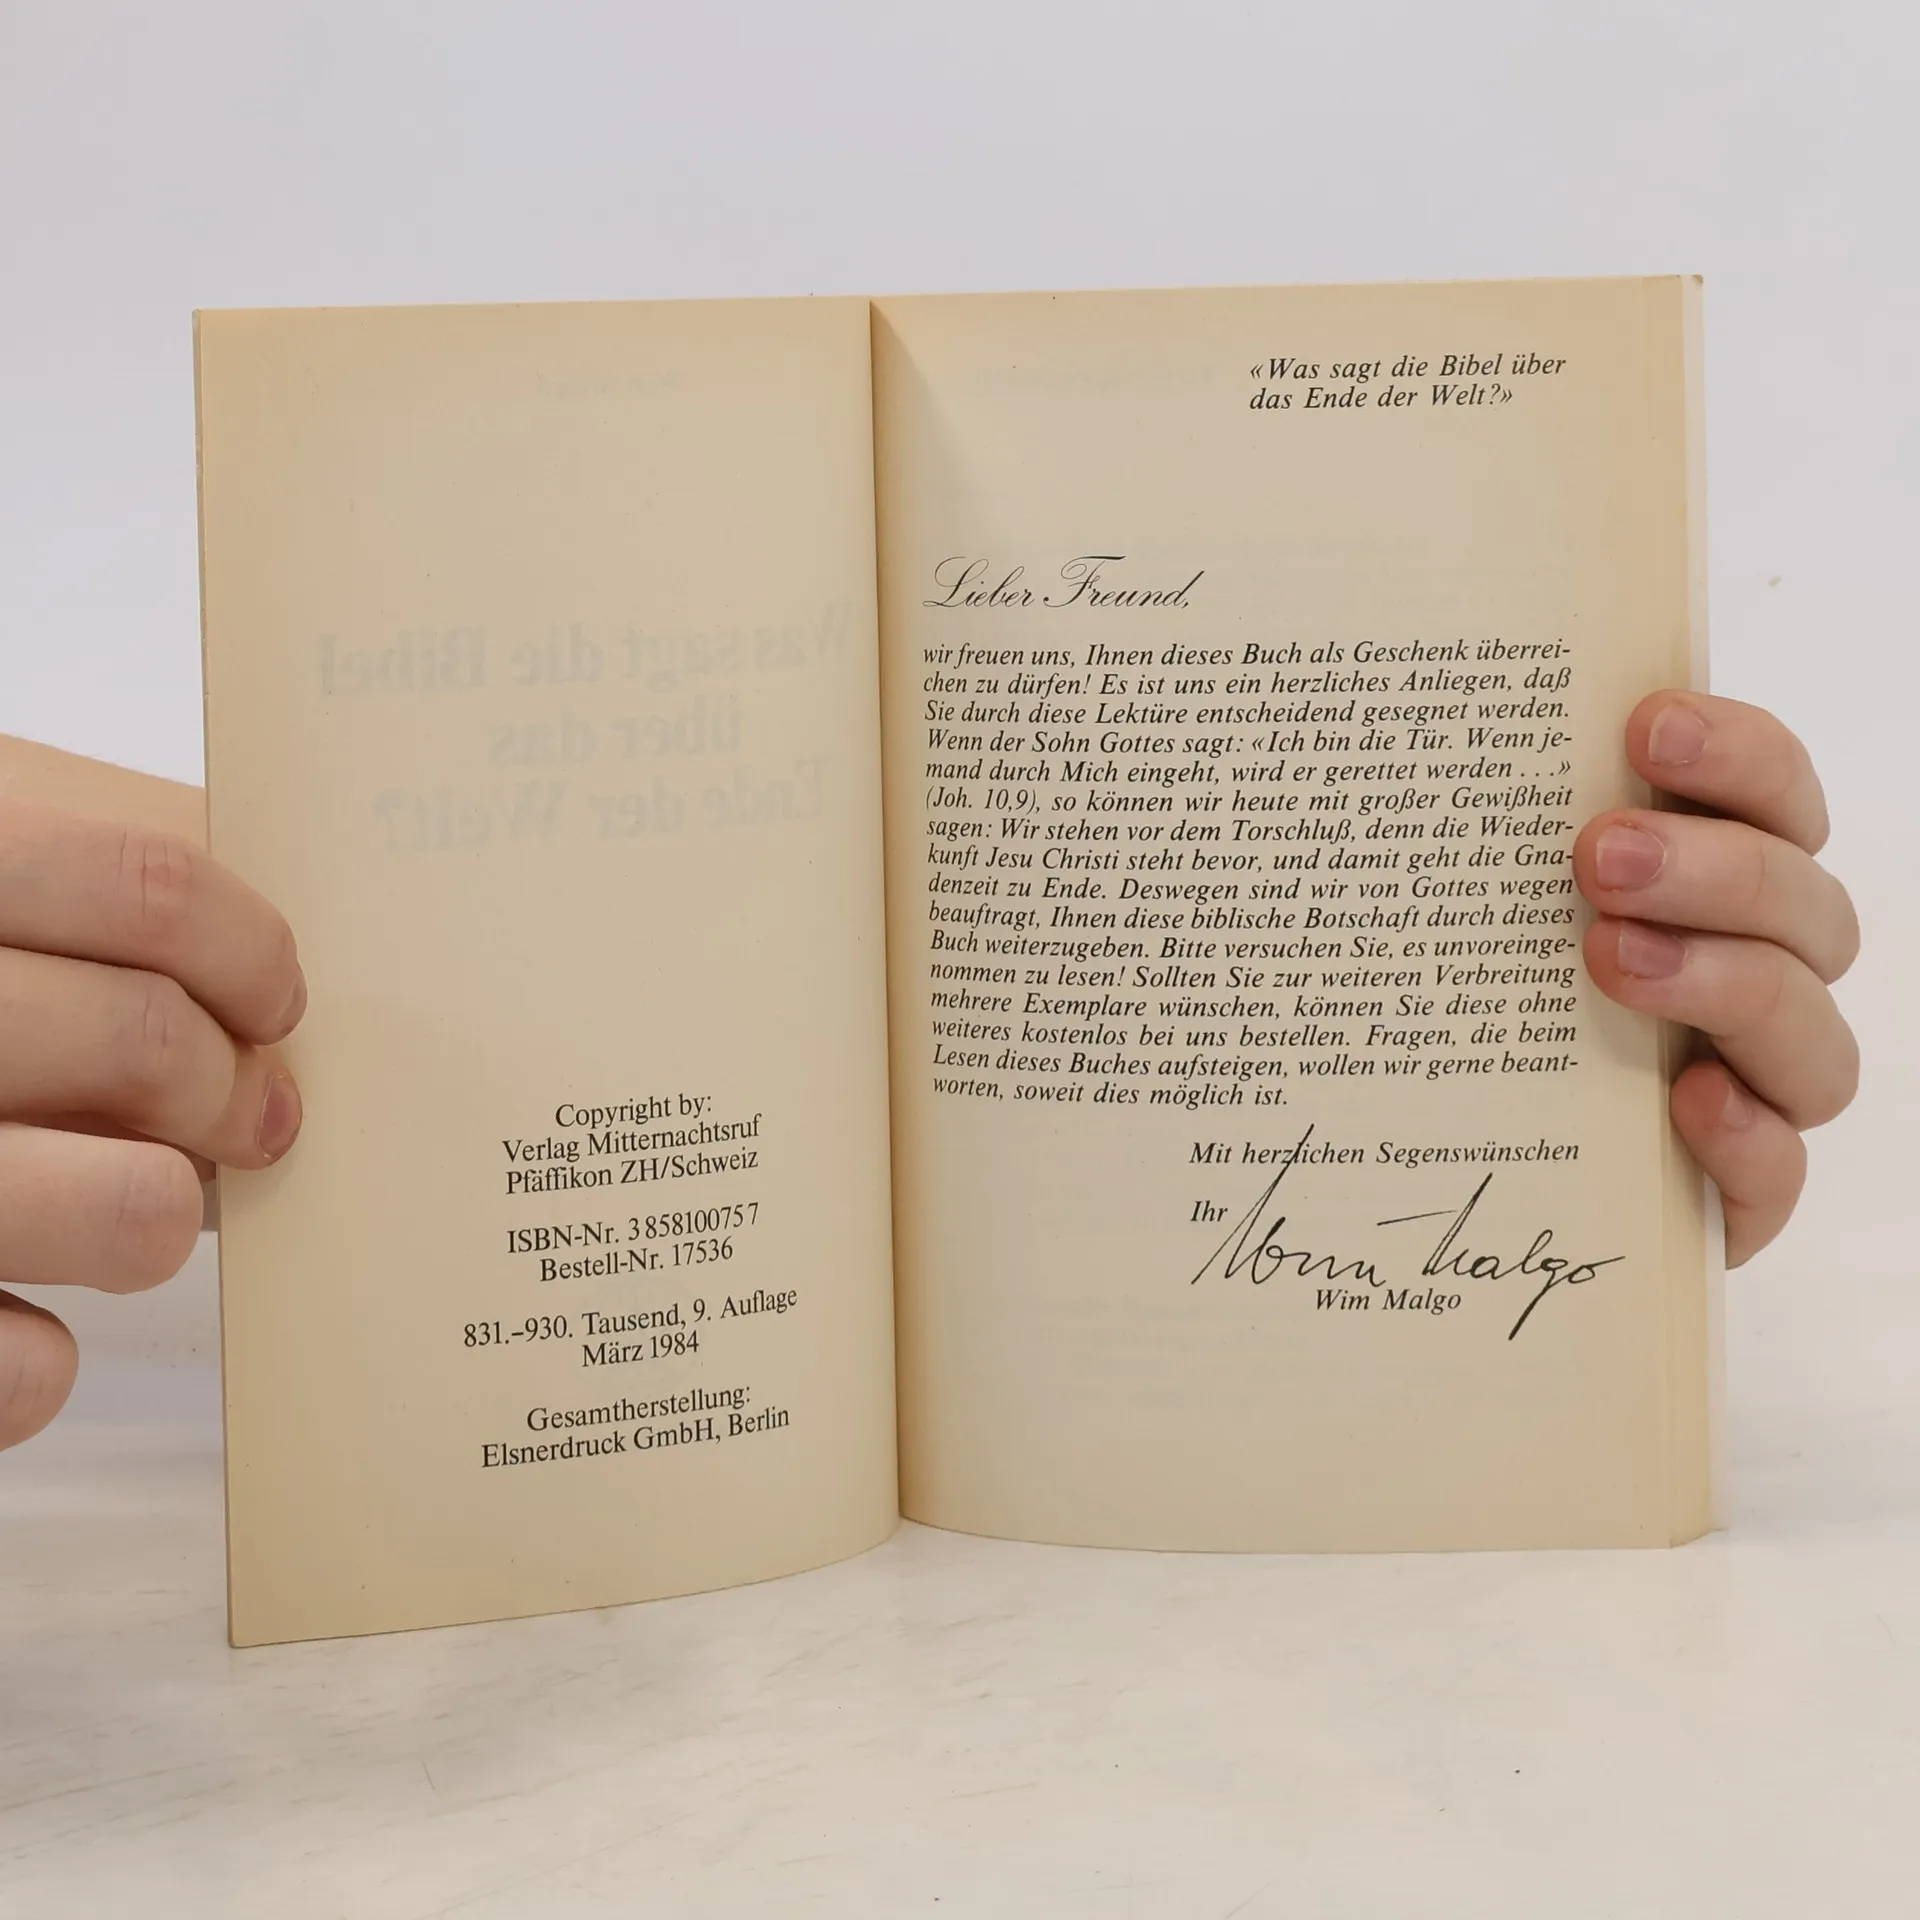 Copyright by:
Verlag Mitternachtsruf
Pfäffikon ZH/Schweiz
ISBN-Nr. 3 858100757
Bestell-Nr. 17536
831.–930. Tausend, 9. Auflage
März 1984
Gesamtherstellung:
Elsnerdruck GmbH, Berlin
«Was sagt die Bibel über
das Ende der Welt?»
Lieber Freund,
wir freuen uns, Ihnen dieses Buch als Geschenk überrei-
chen zu dürfen! Es ist uns ein herzliches Anliegen, daß
Sie durch diese Lektüre entscheidend gesegnet werden.
Wenn der Sohn Gottes sagt: «Ich bin die Tür. Wenn je-
mand durch Mich eingeht, wird er gerettet werden . . .»
(Joh. 10,9), so können wir heute mit großer Gewißheit
sagen: Wir stehen vor dem Torschluß, denn die Wieder-
kunft Jesu Christi steht bevor, und damit geht die Gna-
denzeit zu Ende. Deswegen sind wir von Gottes wegen
beauftragt, Ihnen diese biblische Botschaft durch dieses
Buch weiterzugeben. Bitte versuchen Sie, es unvoreinge-
nommen zu lesen! Sollten Sie zur weiteren Verbreitung
mehrere Exemplare wünschen, können Sie diese ohne
weiteres kostenlos bei uns bestellen. Fragen, die beim
Lesen dieses Buches aufsteigen, wollen wir gerne beant-
worten, soweit dies möglich ist.
Mit herzlichen Segenswünschen
Ihr
Wim Malgo
Wim Malgo